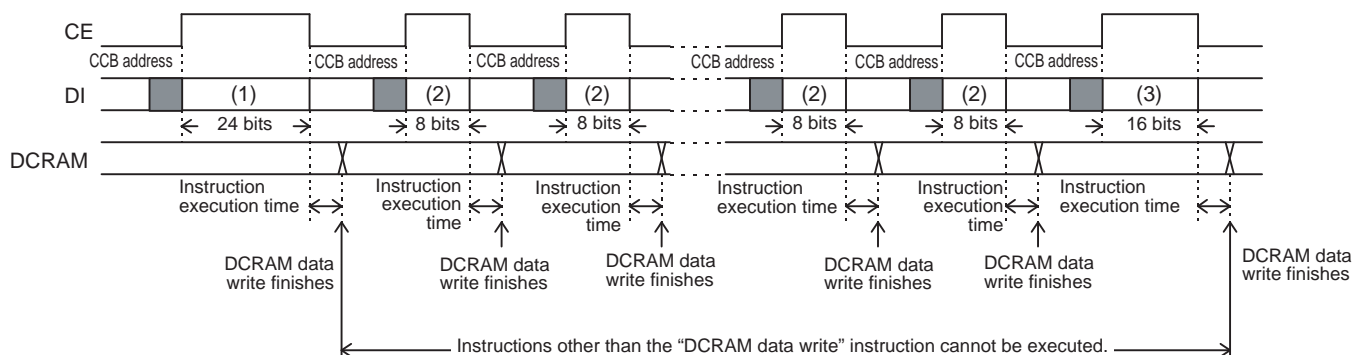 CE
CCB address CCB address CCB address CCB address CCB address CCB address
DI (1) (2) (2) (2) (2) (3)
24 bits 8 bits 8 bits 8 bits 8 bits 16 bits
DCRAM
Instruction Instruction Instruction Instruction Instruction Instruction
execution time execution execution execution time execution execution time
time time time
DCRAM data DCRAM data DCRAM data DCRAM data DCRAM data DCRAM data
write finishes write finishes write finishes write finishes write finishes write finishes
Instructions other than the “DCRAM data write” instruction cannot be executed.